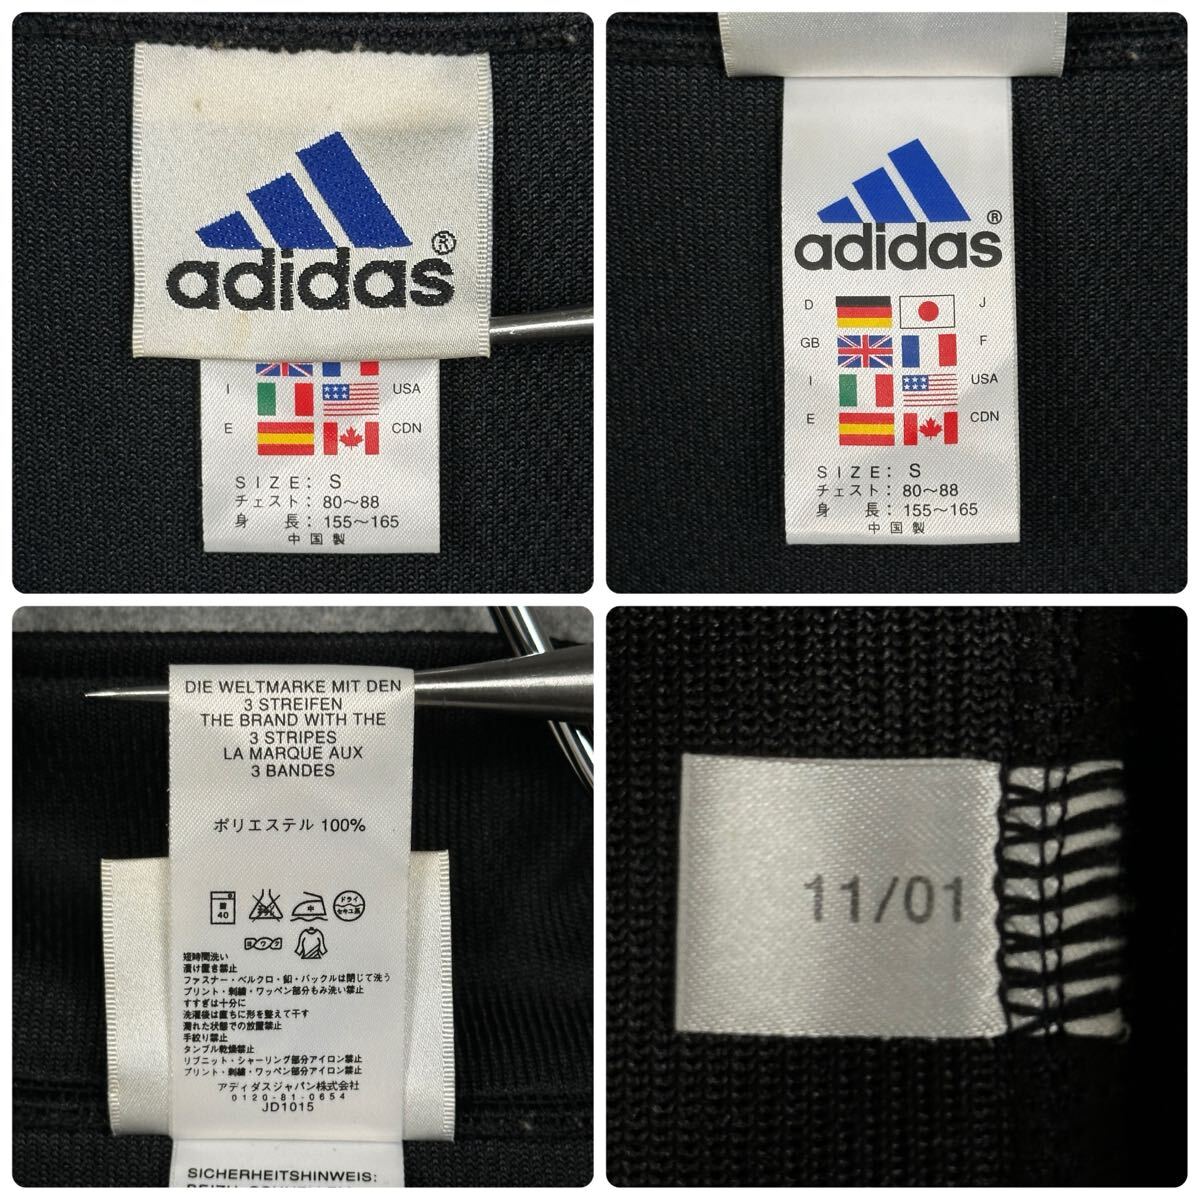 adidas ®
I USA
E CDN
SIZE: S
チェスト: 80～88
身 長: 155～165
中国製
adidas ®
D J
GB F
I USA
E CDN
SIZE: S
チェスト: 80～88
身 長: 155～165
中国製
DIE WELTMARKE MIT DEN
3 STREIFEN
THE BRAND WITH THE
3 STRIPES
LA MARQUE AUX
3 BANDES
ポリエステル 100%
40 中 ドライ
セキユ系
短時間洗い
漬け置き禁止
ファスナー・ベルクロ・釦・バックルは閉じて洗う
プリント・刺繍・ワッペン部分もみ洗い禁止
すすぎは十分に
洗濯後は直ちに形を整えて干す
濡れた状態での放置禁止
手絞り禁止
タンブル乾燥禁止
リブニット・シャーリング部分アイロン禁止
プリント・刺繍・ワッペン部分アイロン禁止
アディダスジャパン株式会社
0120-81-0654
JD1015
SICHERHEITSHINWEIS:
11/01